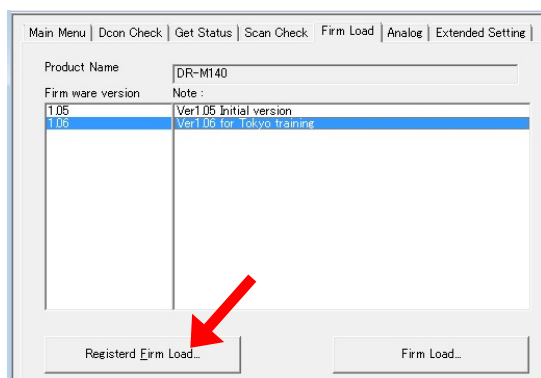 Main Menu Dcon Check Get Status Scan Check Firm Load Analog Extended Setting
Product Name DR-M140
Firm ware version Note :
1.05 Ver1.05 Initial version
1.06 Ver1.06 for Tokyo training
Registerd Firm Load... Firm Load...